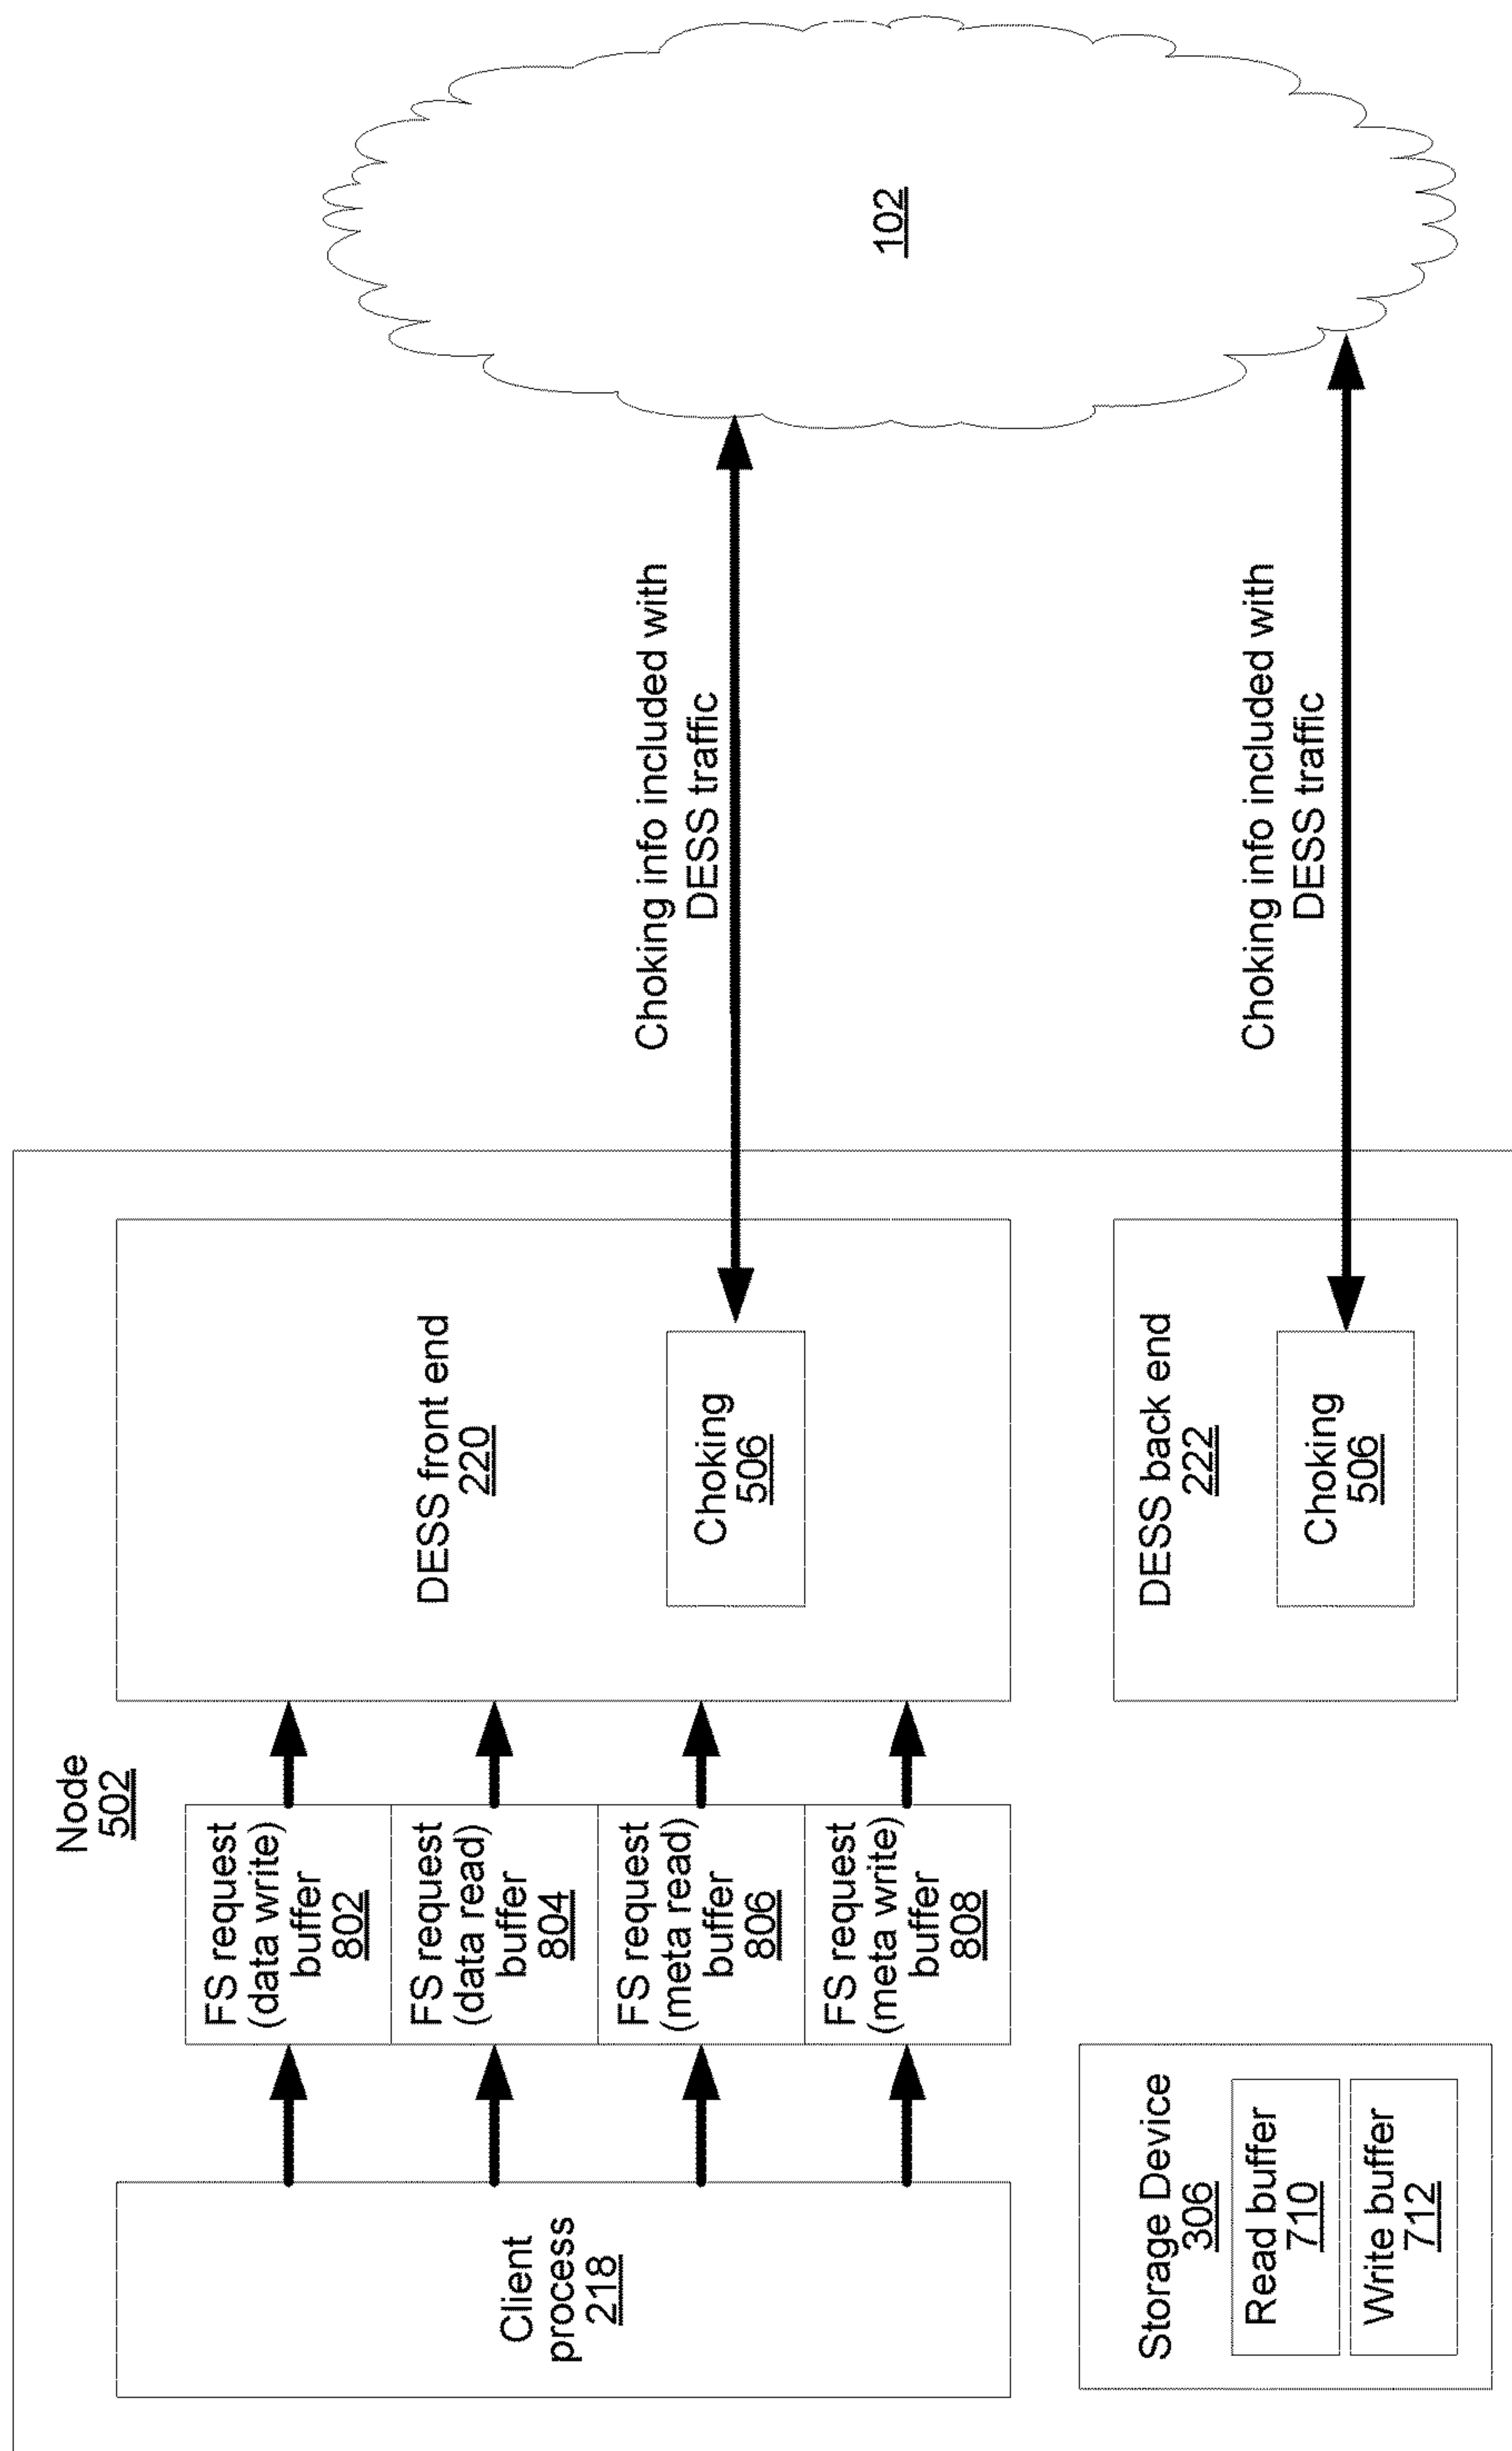 Node
502
Client
process
218
FS request
(data write)
buffer
802
FS request
(data read)
buffer
804
FS request
(meta read)
buffer
806
FS request
(meta write)
buffer
808
DESS front end
220
Choking
506
Choking info included with
DESS traffic
102
Storage Device
306
Read buffer
710
Write buffer
712
DESS back end
222
Choking
506
Choking info included with
DESS traffic